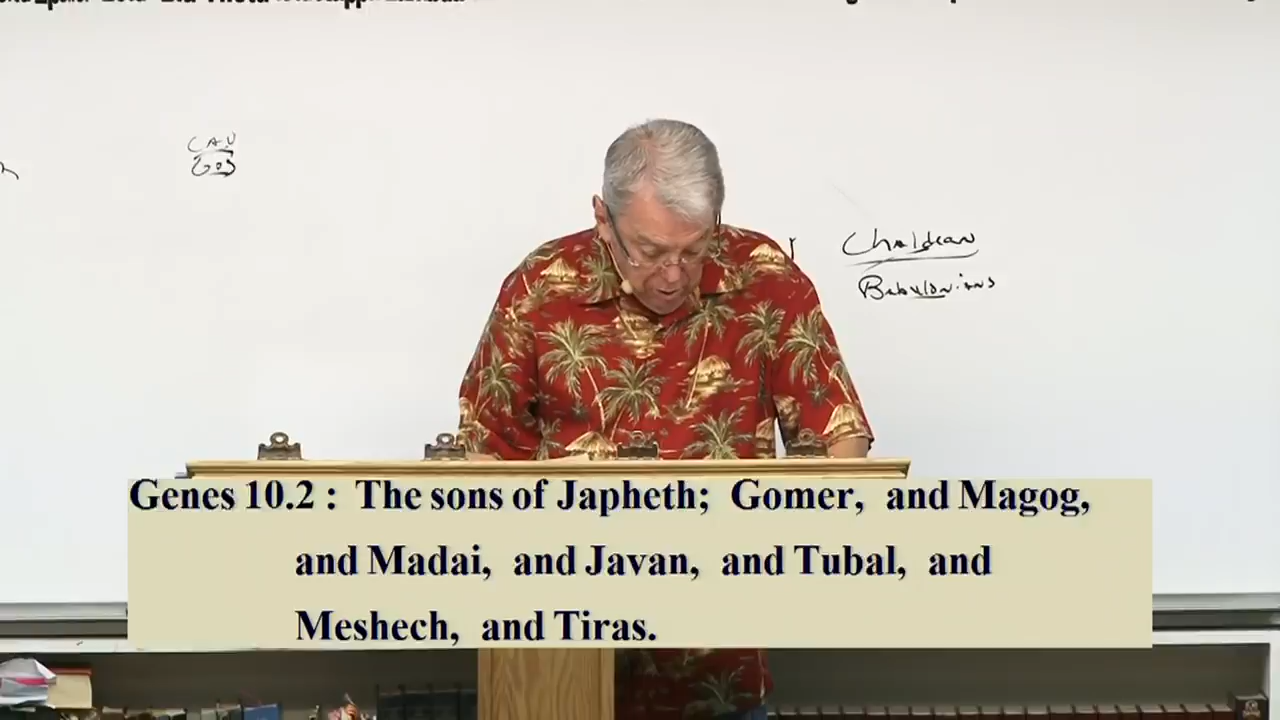 CAU
Chaldean
Babylonians
Genes 10.2 : The sons of Japheth; Gomer, and Magog,
and Madai, and Javan, and Tubal, and
Meshech, and Tiras.